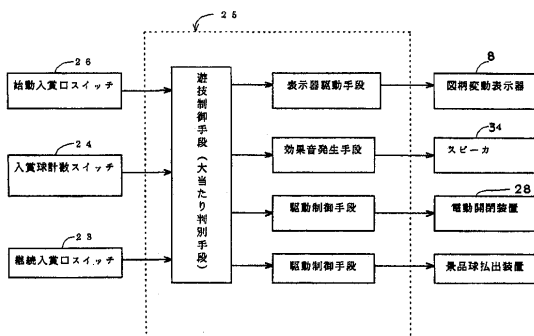 25
26
始動入賞口スイッチ
24
入賞球計数スイッチ
23
継続入賞口スイッチ
遊技制御手段(大当たり判別手段)
表示器駆動手段
効果音発生手段
駆動制御手段
駆動制御手段
8
図柄変動表示器
34
スピーカ
28
電動開閉装置
景品球払出装置